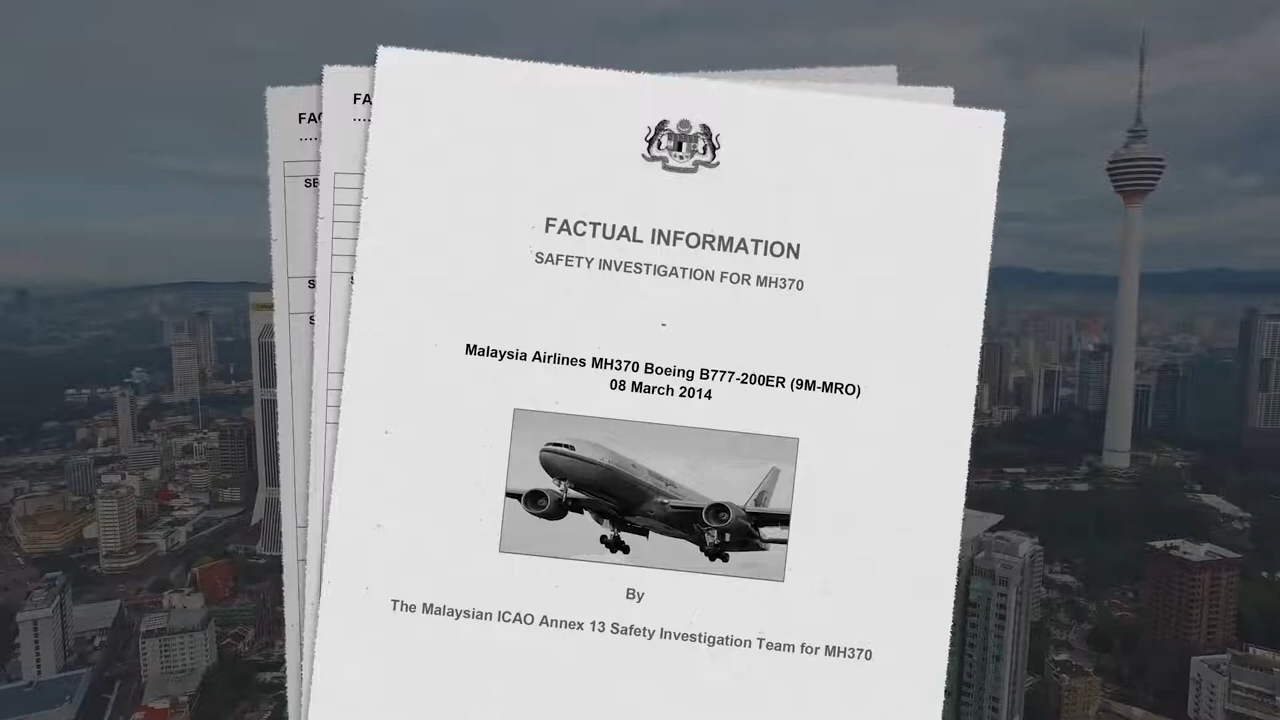 FACTUAL INFORMATION
SAFETY INVESTIGATION FOR MH370
Malaysia Airlines MH370 Boeing B777-200ER (9M-MRO)
08 March 2014
By
The Malaysian ICAO Annex 13 Safety Investigation Team for MH370